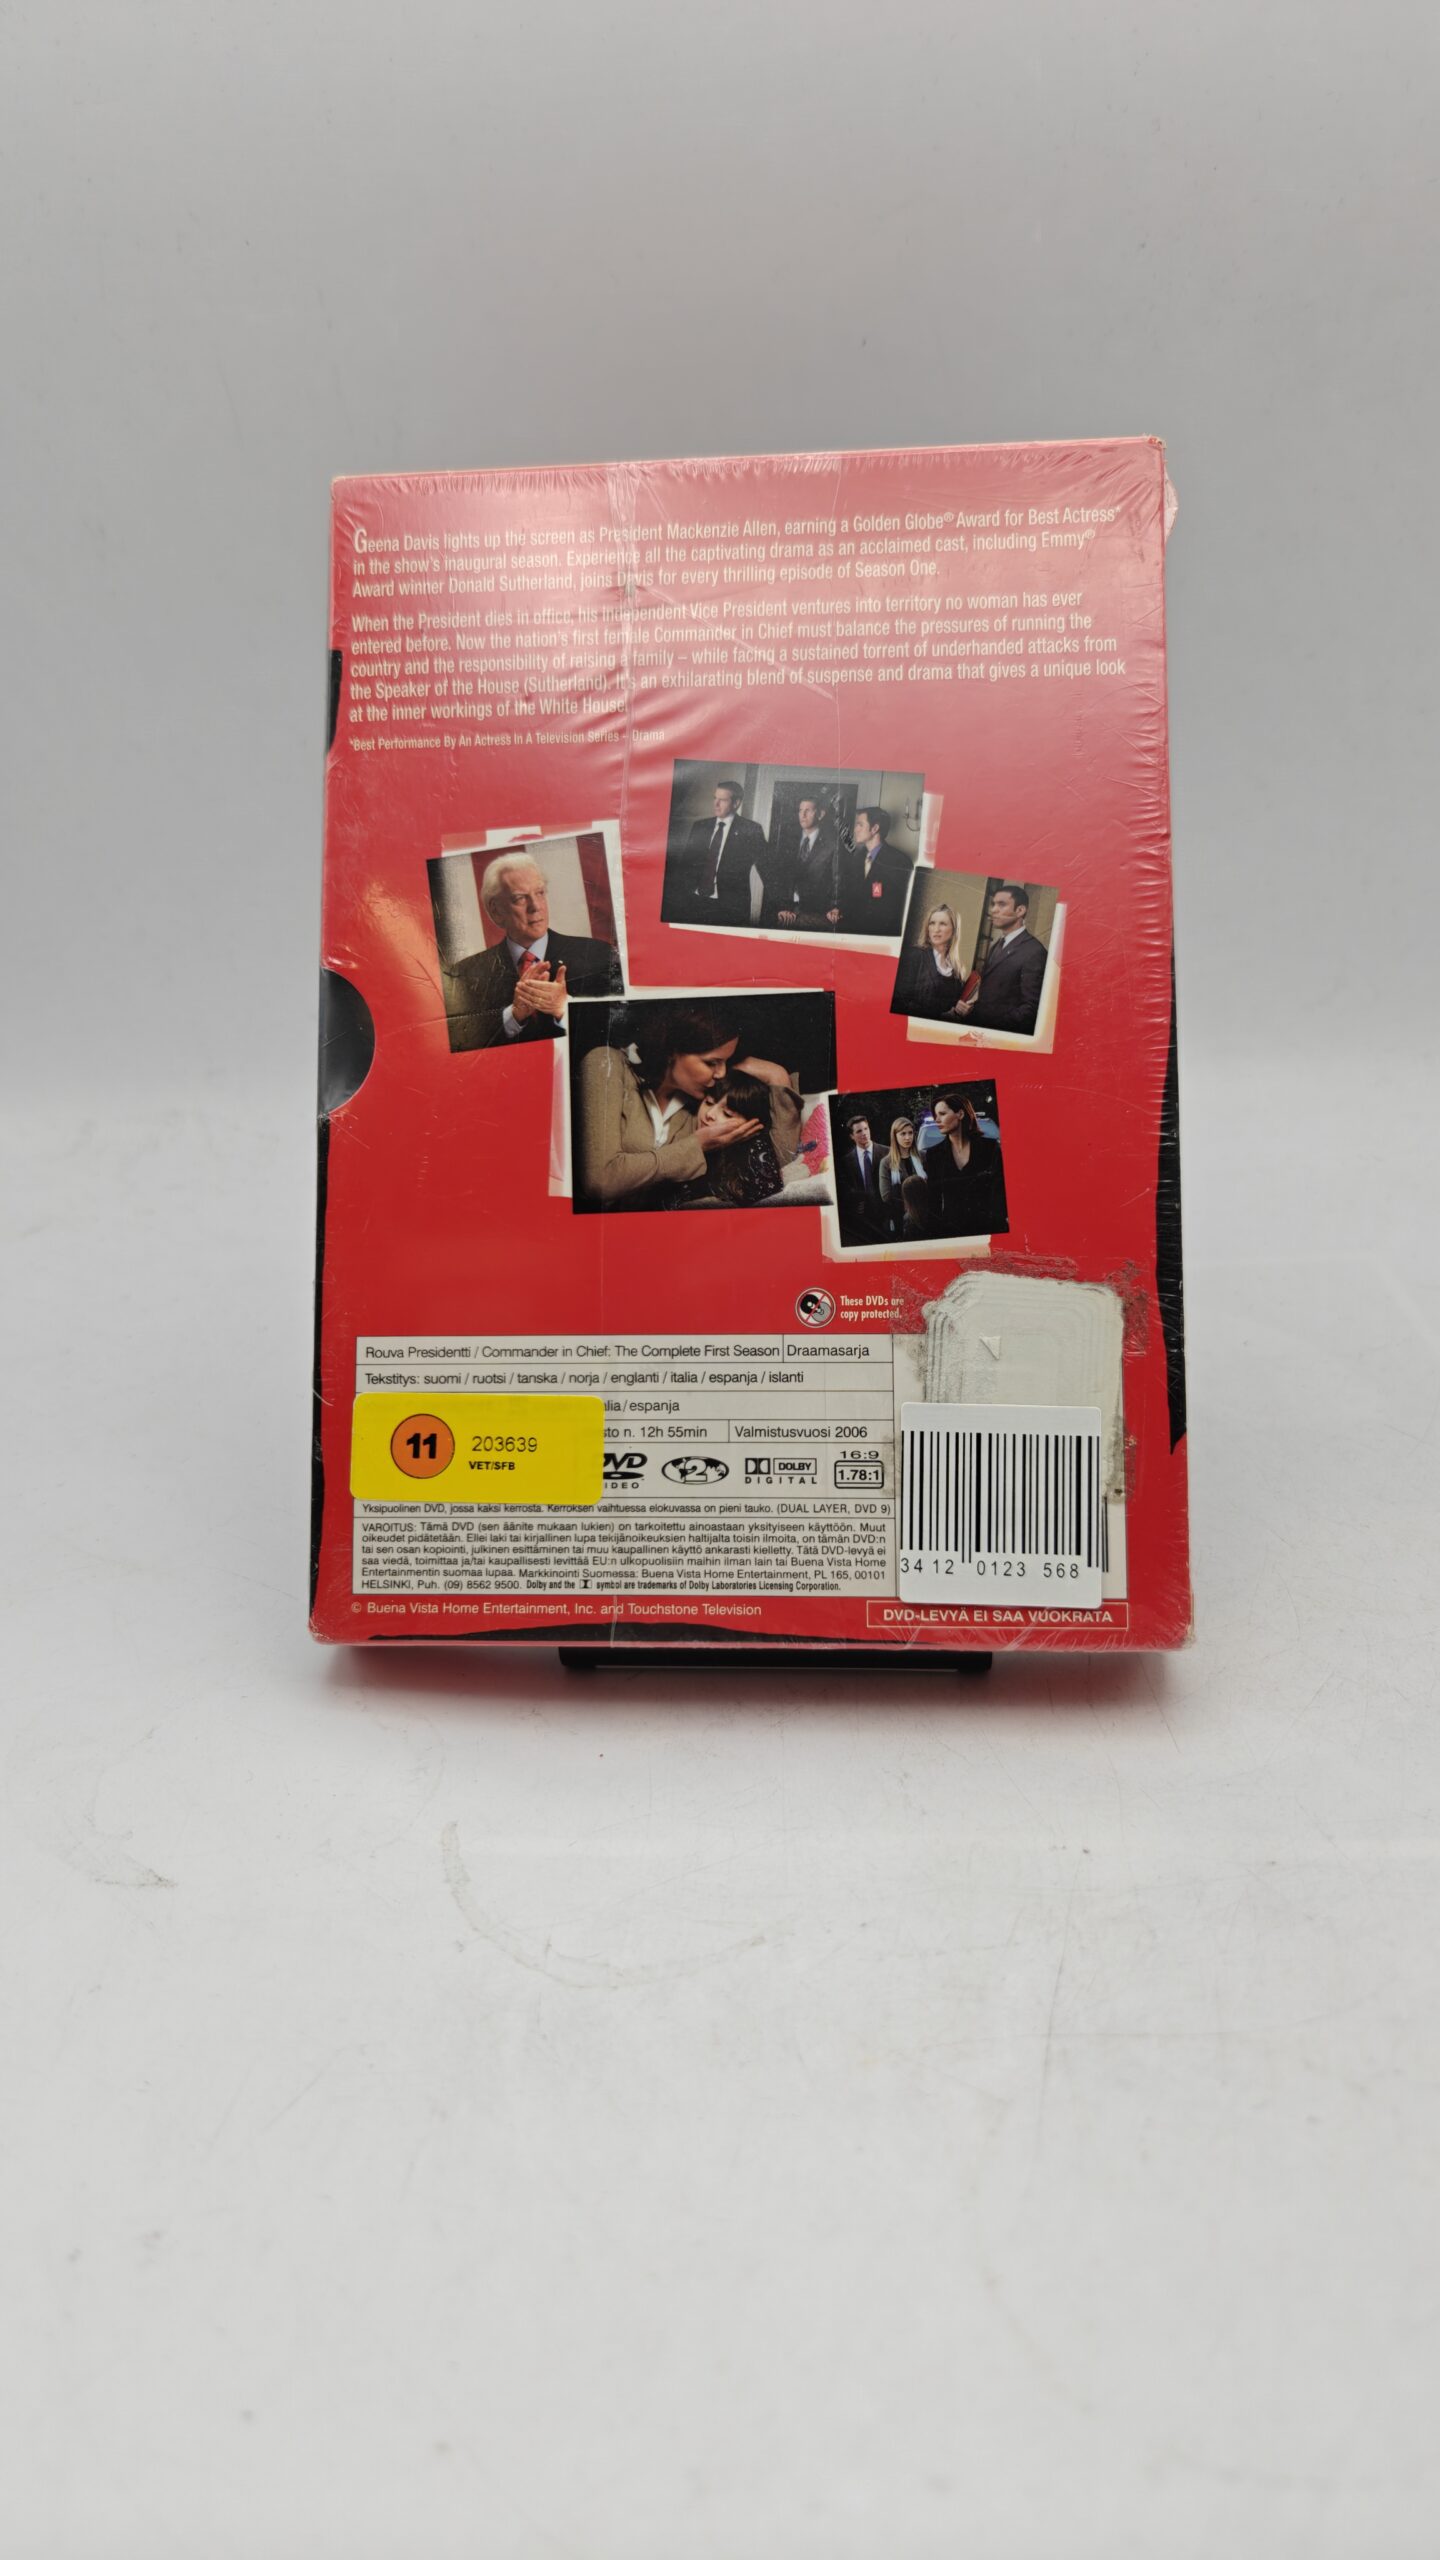 Geena Davis lights up the screen as President Mackenzie Allen, earning a Golden Globe® Award for Best Actress*
in the show's inaugural season. Experience all the captivating drama as an acclaimed cast, including Emmy®
Award winner Donald Sutherland, joins Davis for every thrilling episode of Season One.
When the President dies in office, his independent Vice President ventures into territory no woman has ever
entered before. Now the nation's first female Commander in Chief must balance the pressures of running the
country and the responsibility of raising a family – while facing a sustained torrent of underhanded attacks from
the Speaker of the House (Sutherland). It's an exhilarating blend of suspense and drama that gives a unique look
at the inner workings of the White House!
*Best Performance By An Actress In A Television Series – Drama
These DVDs are
copy protected.
Rouva Presidentti / Commander in Chief: The Complete First Season Draamasarja
Tekstitys: suomi / ruotsi / tanska / norja / englanti / italia / espanja / islanti
lia / espanja
sto n. 12h 55min Valmistusvuosi 2006
11 203639
VET/SFB
DVD
VIDEO
2
DOLBY
DIGITAL
16:9
1.78:1
Yksipuolinen DVD, jossa kaksi kerrosta. Kerroksen vaihtuessa elokuvassa on pieni tauko. (DUAL LAYER, DVD 9)
VAROITUS: Tämä DVD (sen äänite mukaan lukien) on tarkoitettu ainoastaan yksityiseen käyttöön. Muut
oikeudet pidätetään. Ellei laki tai kirjallinen lupa tekijänoikeuksien haltijalta toisin ilmoita, on tämän DVD:n
tai sen osan kopiointi, julkinen esittäminen tai muu kaupallinen käyttö ankarasti kielletty. Tätä DVD-levyä ei
saa viedä, toimittaa ja/tai kaupallisesti levittää EU:n ulkopuolisiin maihin ilman lain tai Buena Vista Home
Entertainmentin suomaa lupaa. Markkinointi Suomessa: Buena Vista Home Entertainment, PL 165, 00101
HELSINKI, Puh. (09) 8562 9500. Dolby and the symbol are trademarks of Dolby Laboratories Licensing Corporation.
3412 0123 568
© Buena Vista Home Entertainment, Inc. and Touchstone Television
DVD-LEVYÄ EI SAA VUOKRATA